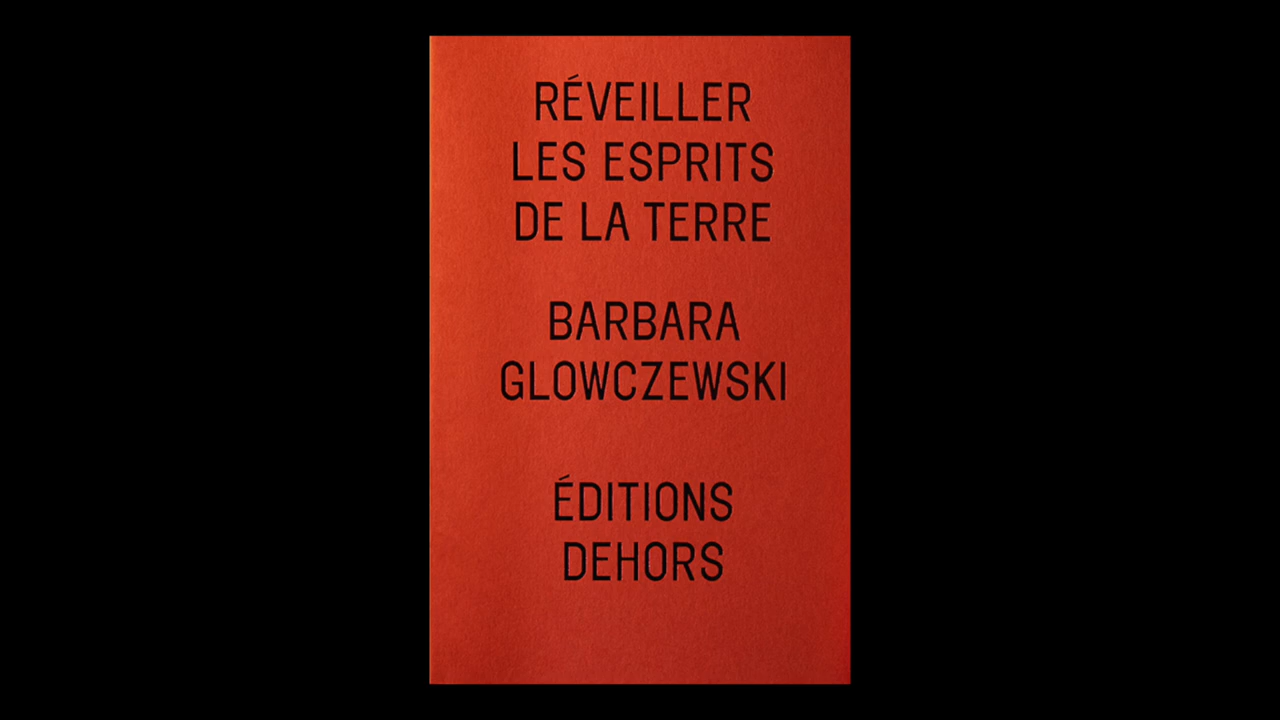 RÉVEILLER
LES ESPRITS
DE LA TERRE
BARBARA
GLOWCZEWSKI
ÉDITIONS
DEHORS